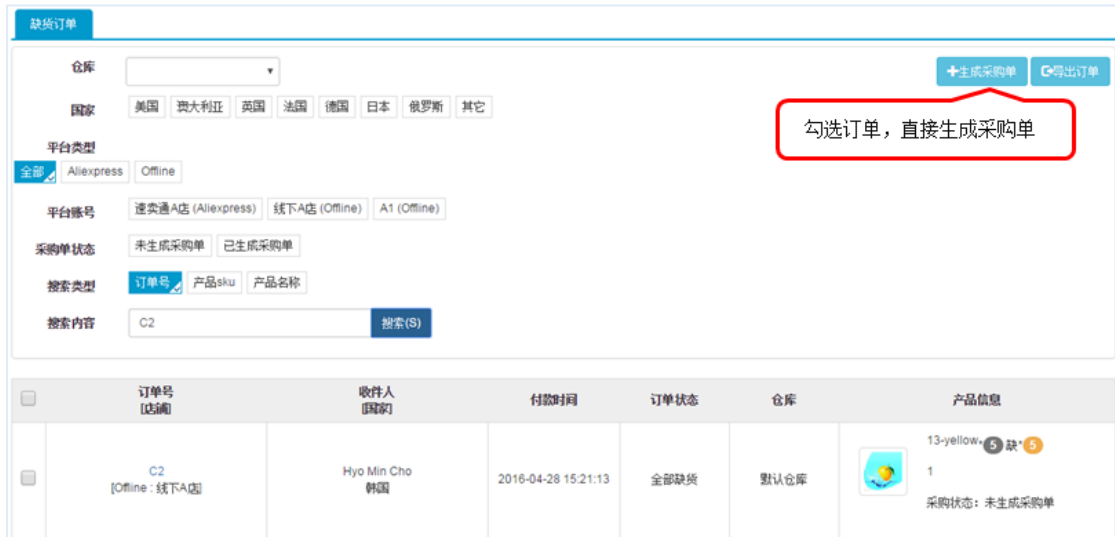 缺货订单
仓库
+生成采购单 导出订单
国家 美国 澳大利亚 英国 法国 德国 日本 俄罗斯 其它
勾选订单，直接生成采购单
平台类型
全部 Aliexpress Offline
平台账号 速卖通A店 (Aliexpress) 线下A店 (Offline) A1 (Offline)
采购单状态 未生成采购单 已生成采购单
搜索类型 订单号 产品sku 产品名称
搜索内容 C2 搜索(S)
订单号 收件人 付款时间 订单状态 仓库 产品信息
[店铺] [国家]
13-yellow* 5 缺* 5
C2 Hyo Min Cho 2016-04-28 15:21:13 全部缺货 默认仓库 1
[Offline : 线下A店] 韩国
采购状态：未生成采购单